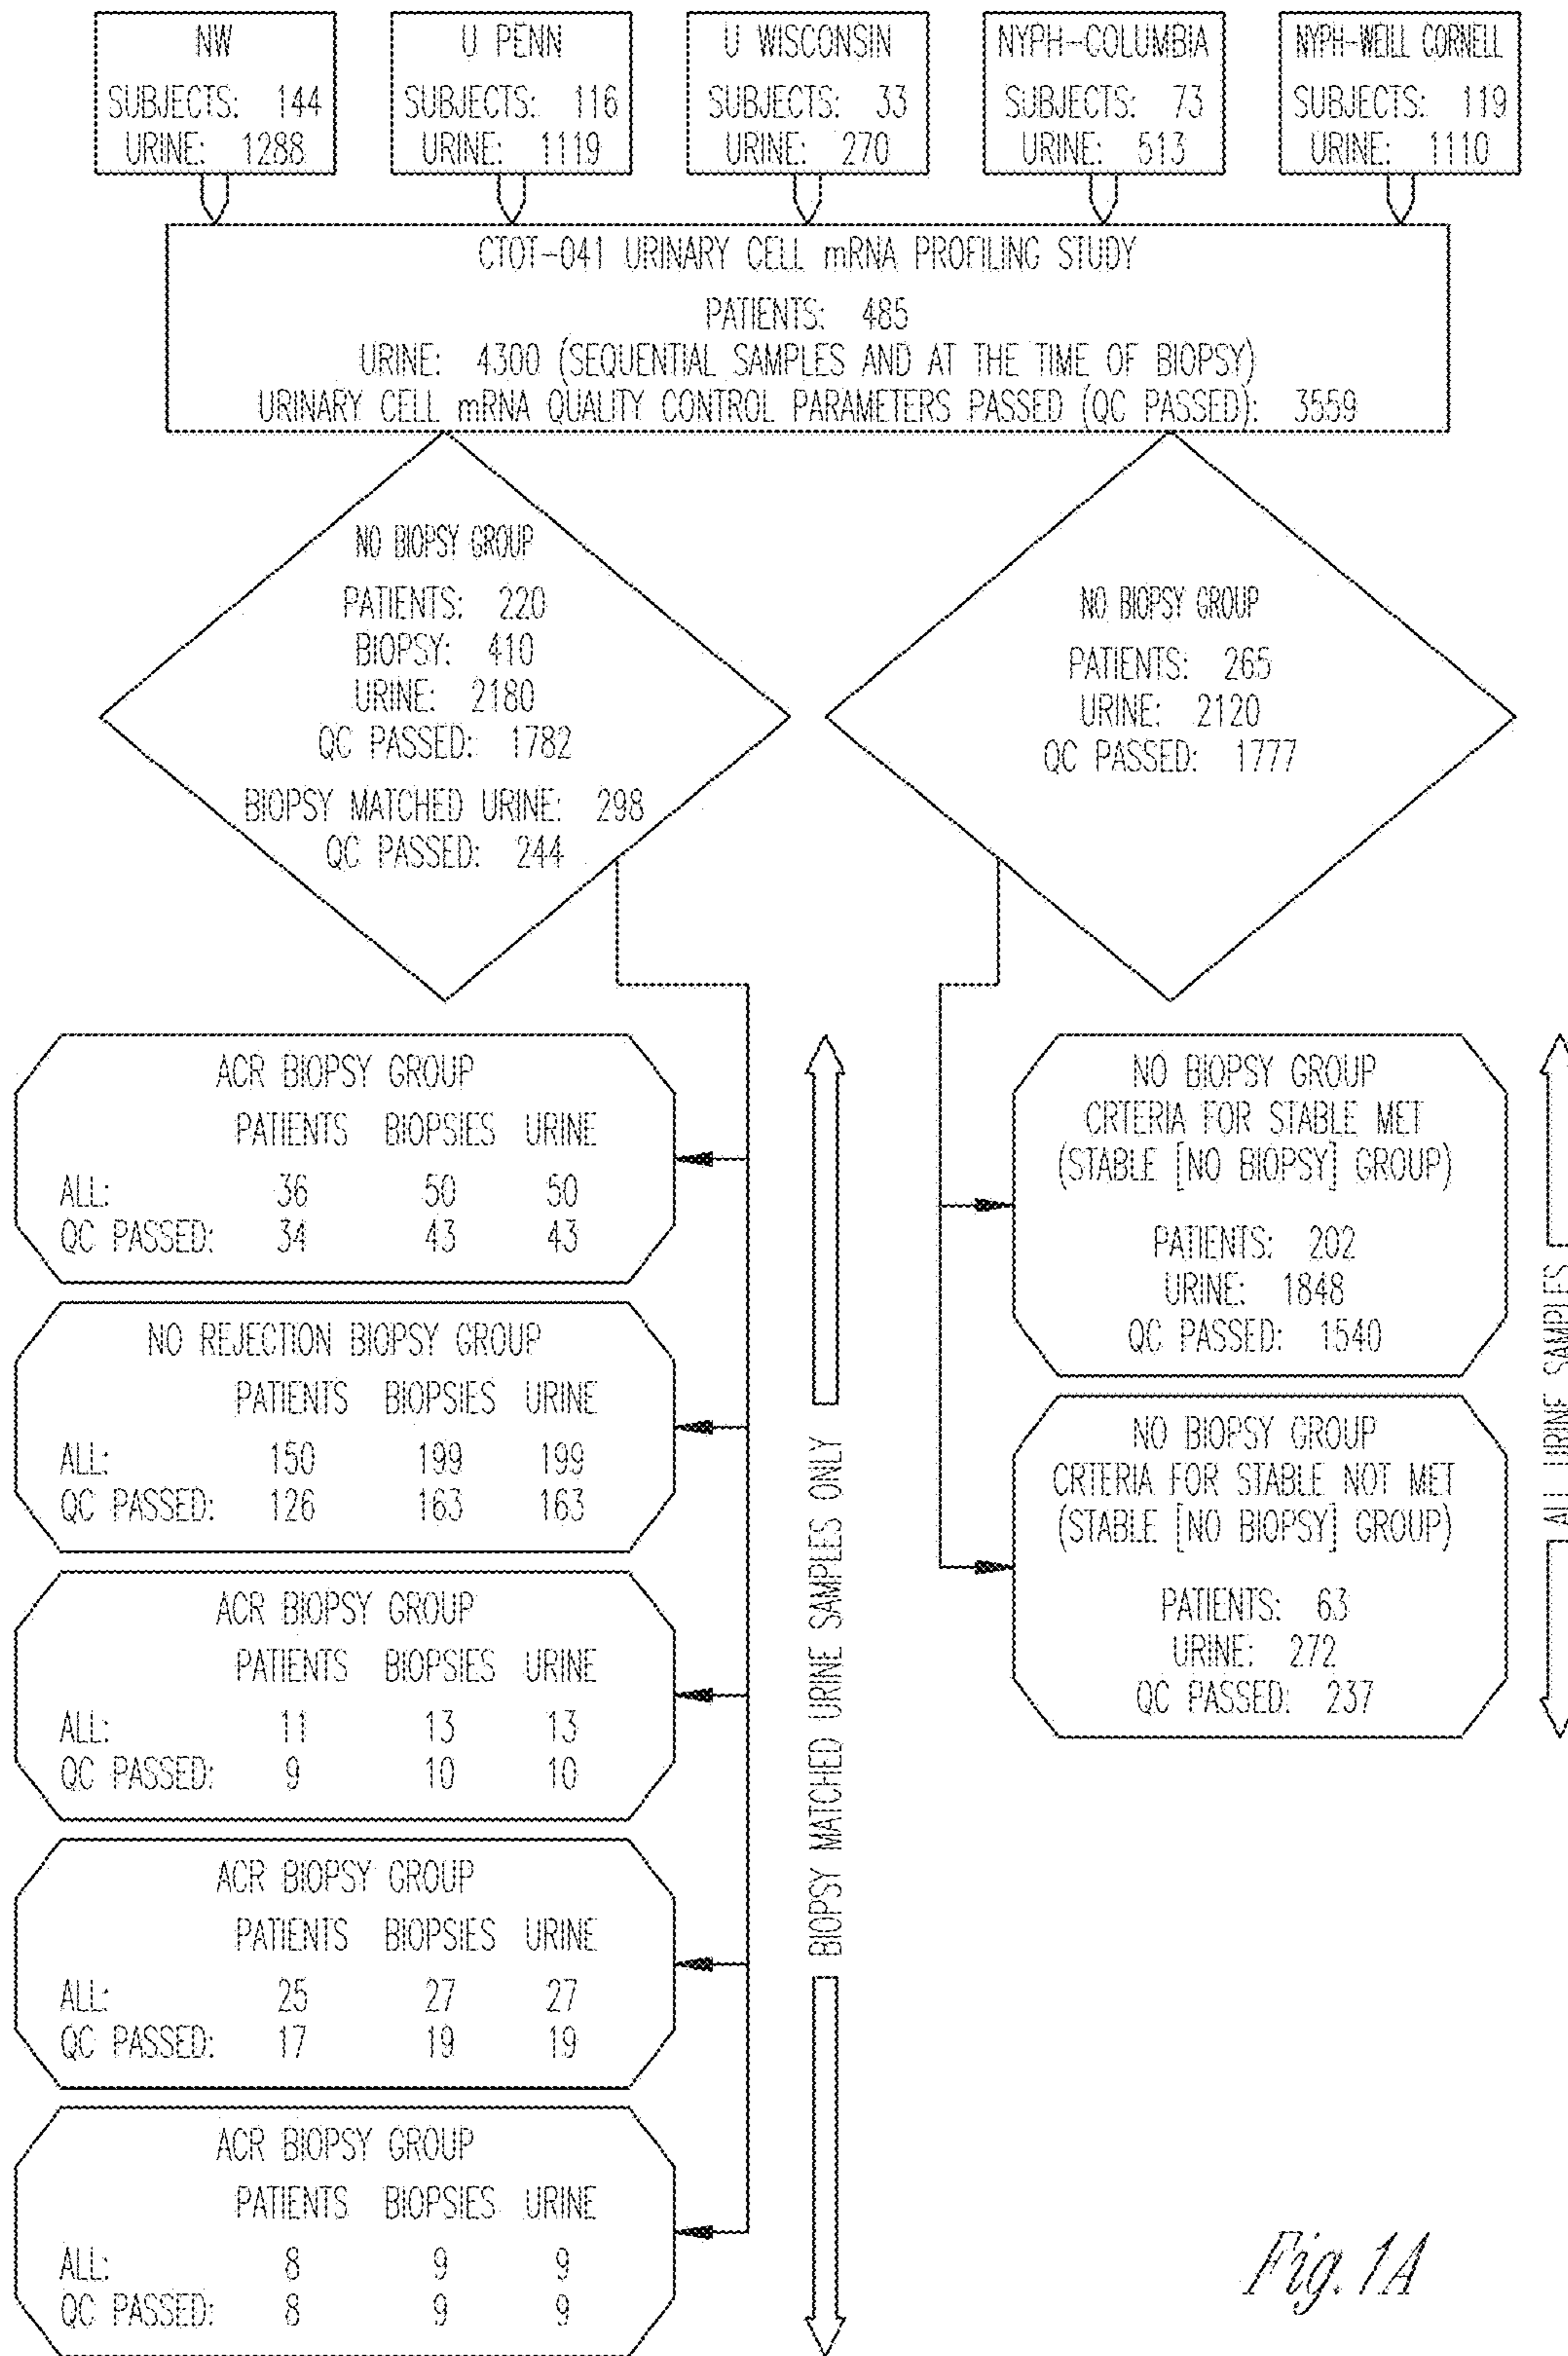 NW
SUBJECTS: 144
URINE: 1288
U PENN
SUBJECTS: 116
URINE: 1119
U WISCONSIN
SUBJECTS: 33
URINE: 270
NYPH-COLUMBIA
SUBJECTS: 73
URINE: 513
NYPH-WEILL CORNELL
SUBJECTS: 119
URINE: 1110
CTOT-041 URINARY CELL mRNA PROFILING STUDY
PATIENTS: 485
URINE: 4300 (SEQUENTIAL SAMPLES AND AT THE TIME OF BIOPSY)
URINARY CELL mRNA QUALITY CONTROL PARAMETERS PASSED (QC PASSED): 3559
NO BIOPSY GROUP
PATIENTS: 220
BIOPSY: 410
URINE: 2180
QC PASSED: 1782
BIOPSY MATCHED URINE: 298
QC PASSED: 244
NO BIOPSY GROUP
PATIENTS: 265
URINE: 2120
QC PASSED: 1777
ACR BIOPSY GROUP
PATIENTS BIOPSIES URINE
ALL: 36 50 50
QC PASSED: 34 43 43
NO REJECTION BIOPSY GROUP
PATIENTS BIOPSIES URINE
ALL: 150 199 199
QC PASSED: 126 163 163
ACR BIOPSY GROUP
PATIENTS BIOPSIES URINE
ALL: 11 13 13
QC PASSED: 9 10 10
ACR BIOPSY GROUP
PATIENTS BIOPSIES URINE
ALL: 25 27 27
QC PASSED: 17 19 19
ACR BIOPSY GROUP
PATIENTS BIOPSIES URINE
ALL: 8 9 9
QC PASSED: 8 9 9
BIOPSY MATCHED URINE SAMPLES ONLY
NO BIOPSY GROUP
CRTERIA FOR STABLE MET
(STABLE [NO BIOPSY] GROUP)
PATIENTS: 202
URINE: 1848
QC PASSED: 1540
NO BIOPSY GROUP
CRTERIA FOR STABLE NOT MET
(STABLE [NO BIOPSY] GROUP)
PATIENTS: 63
URINE: 272
QC PASSED: 237
ALL URINE SAMPLES
Fig. 1A